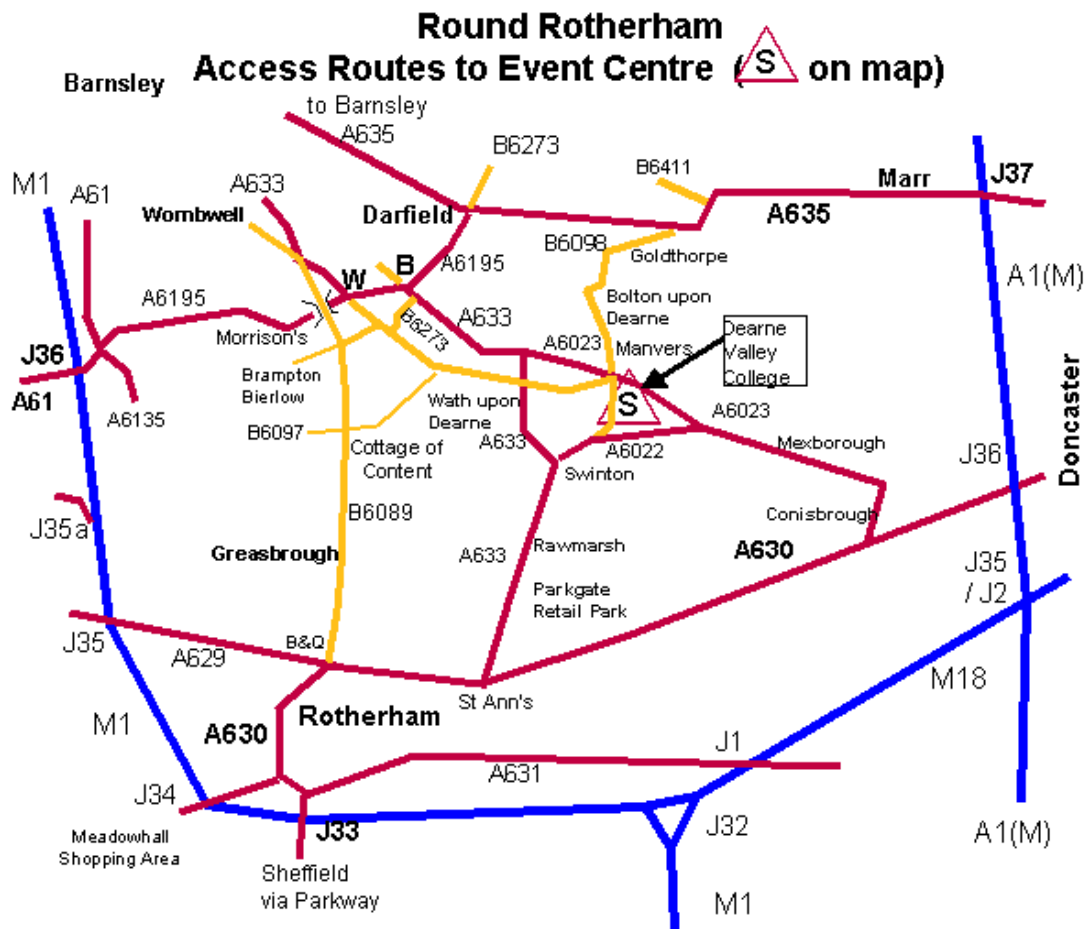 Round Rotherham
Access Routes to Event Centre (S on map)
Barnsley
to Barnsley
A635
B6273
B6411
Marr
J37
M1
A61
A633
Wombwell
Darfield
A635
B6098
Goldthorpe
A6195
B
W
A6195
A1(M)
Bolton upon
Dearne
A633
B6273
Morrison's
A6023
Manvers
Dearne
Valley
College
J36
A61
Brampton
Bierlow
S
A6135
Wath upon
Dearne
A6023
B6097
A633
A6022
Mexborough
Cottage of
Content
Swinton
J36
Doncaster
J35a
B6089
Conisbrough
Greasbrough
A633
Rawmarsh
A630
J35
/ J2
Parkgate
Retail Park
J35
A629
B&Q
M18
St Ann's
M1
A630
Rotherham
J1
A631
J34
J33
J32
A1(M)
Meadowhall
Shopping Area
Sheffield
via Parkway
M1